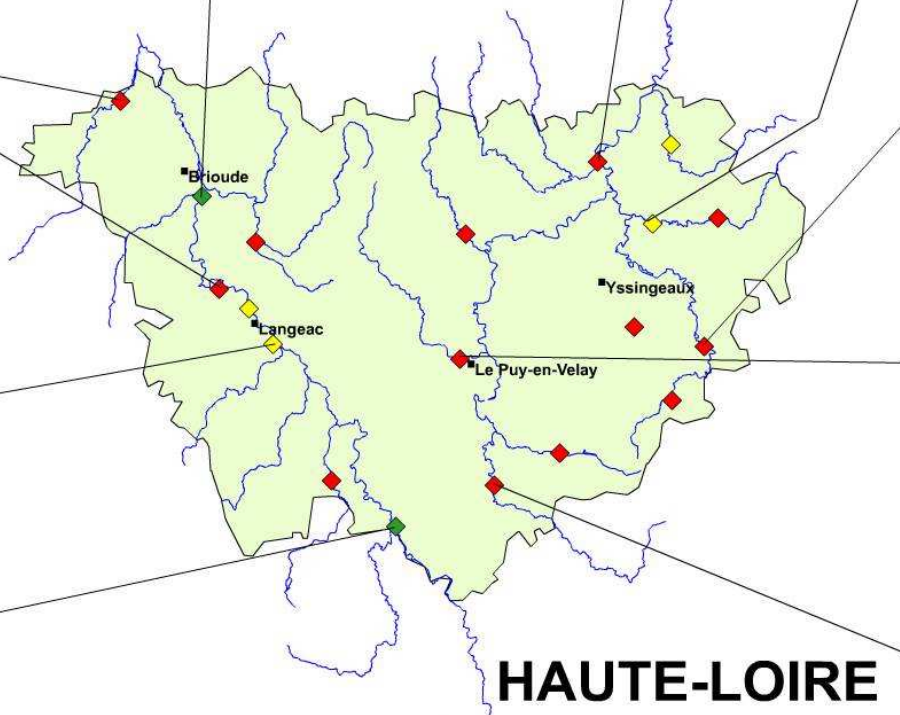 Brioude
Yssingeaux
Langeac
Le Puy-en-Velay
HAUTE-LOIRE